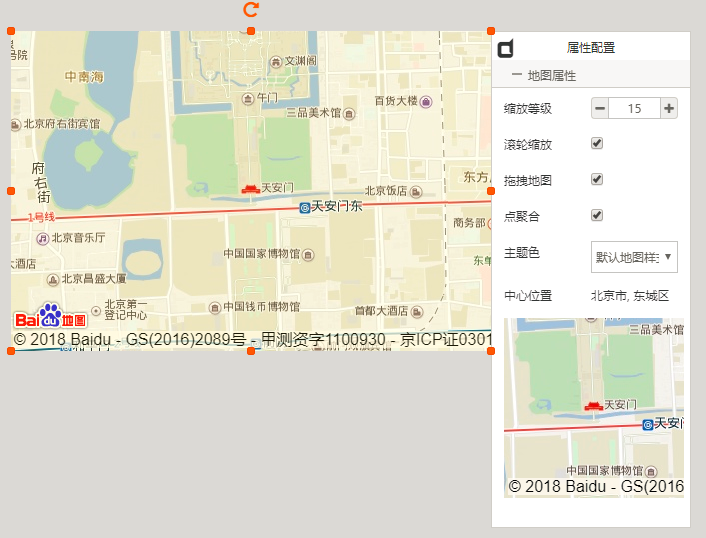 文渊阁
中南海
午门
百货大楼
三品美术馆
北京府右街宾馆
府右街
天安门
北京饭店
东方
天安门东
1号线
商务部
北京音乐厅
中国国家博物馆
大酒店
东单
北京昌盛大厦
北京第一
登记中心
中国钱币博物馆
首都大酒店
Bai du 地图
© 2018 Baidu - GS(2016)2089号 - 甲测资字1100930 - 京ICP证0301
属性配置
地图属性
缩放等级
15
滚轮缩放
拖拽地图
点聚合
主题色
默认地图样
中心位置
北京市, 东城区
天安门
天安门
中国国家博物馆
© 2018 Baidu - GS(2016